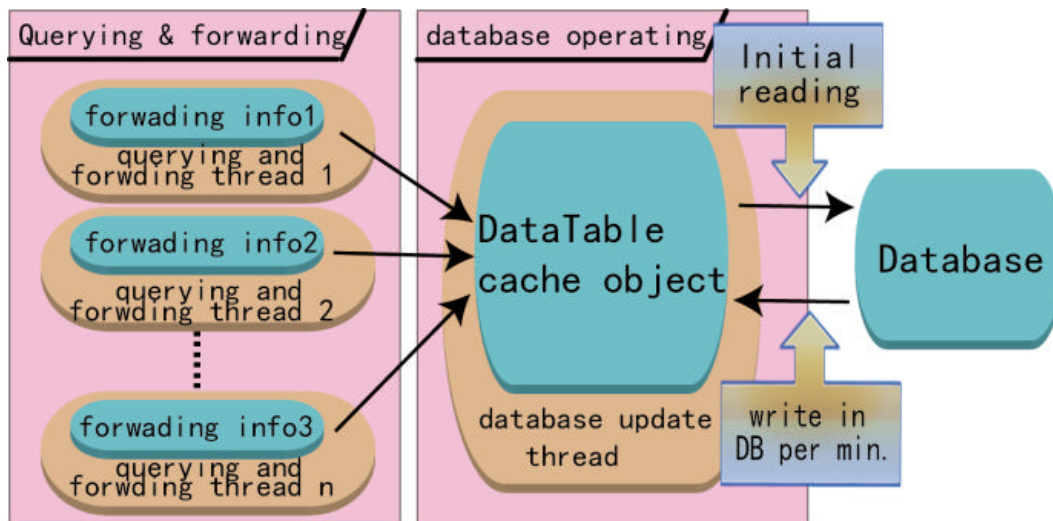 Querying & forwarding
forwading info1
querying and
forwding thread 1
forwading info2
querying and
forwding thread 2
forwading info3
querying and
forwding thread n
database operating
DataTable
cache object
database update
thread
Initial
reading
Database
write in
DB per min.